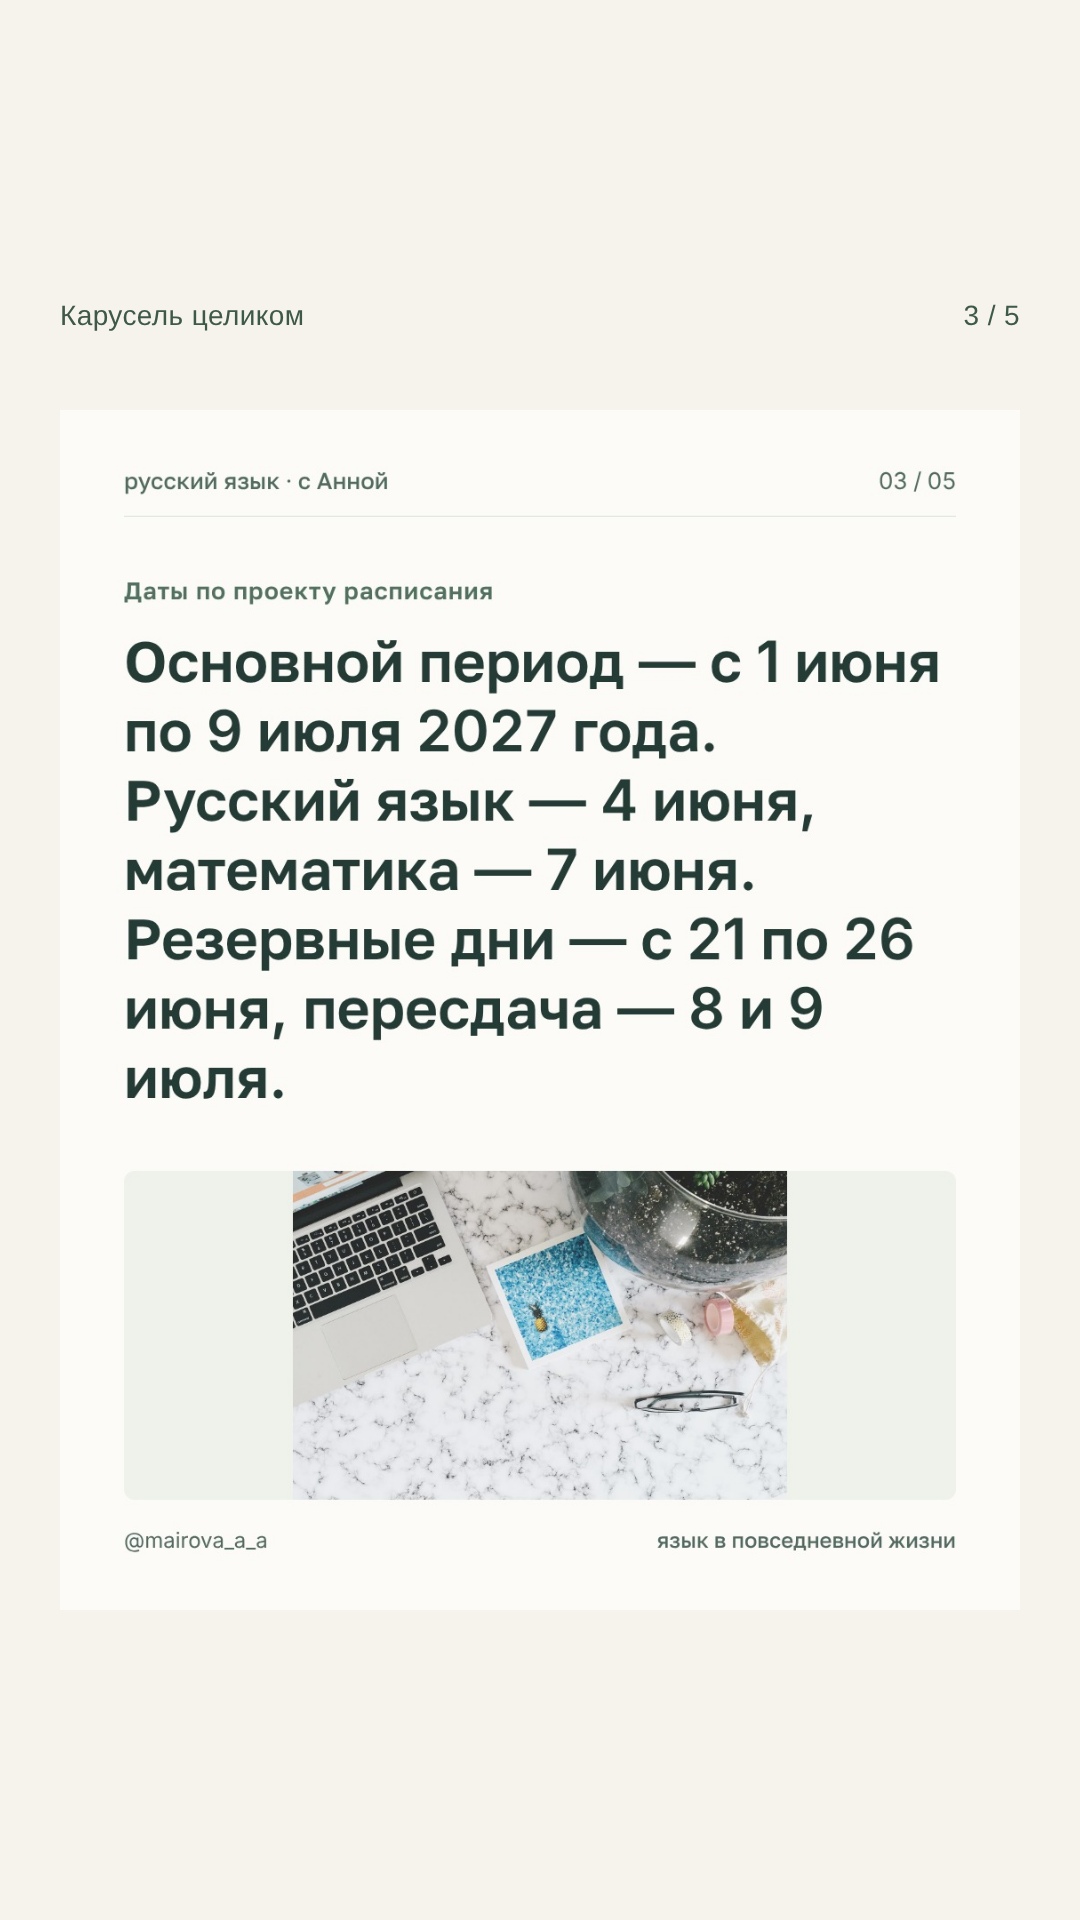 Карусель целиком
3 / 5
русский язык · с Анной
03 / 05
Даты по проекту расписания
Основной период — с 1 июня
по 9 июля 2027 года.
Русский язык — 4 июня,
математика — 7 июня.
Резервные дни — с 21 по 26
июня, пересдача — 8 и 9
июля.
@mairova_a_a
язык в повседневной жизни